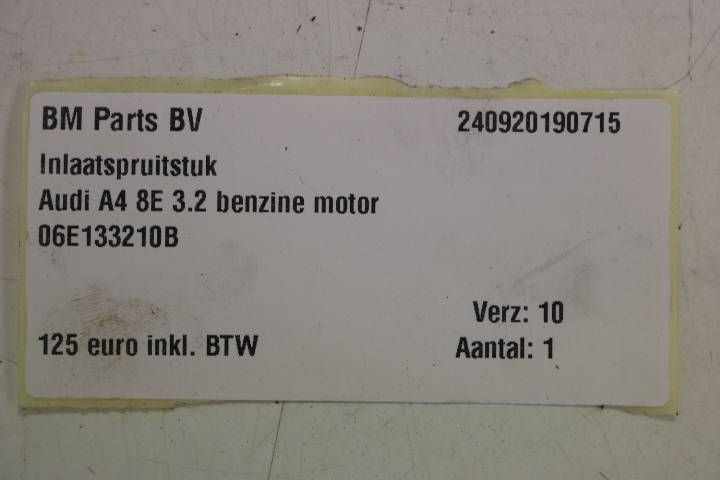 BM Parts BV 240920190715
Inlaatspruitstuk
Audi A4 8E 3.2 benzine motor
06E133210B
Verz: 10
125 euro inkl. BTW Aantal: 1